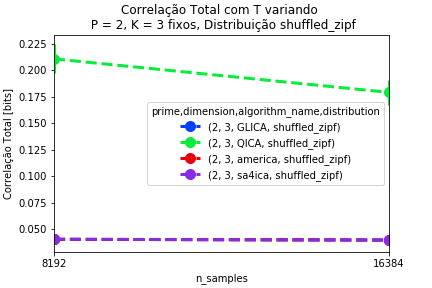 Correlação Total com T variando
P = 2, K = 3 fixos, Distribuição shuffled_zipf
Correlação Total [bits]
0.225
0.200
0.175
0.150
0.125
0.100
0.075
0.050
prime,dimension,algorithm_name,distribution
(2, 3, GLICA, shuffled_zipf)
(2, 3, QICA, shuffled_zipf)
(2, 3, america, shuffled_zipf)
(2, 3, sa4ica, shuffled_zipf)
8192
16384
n_samples